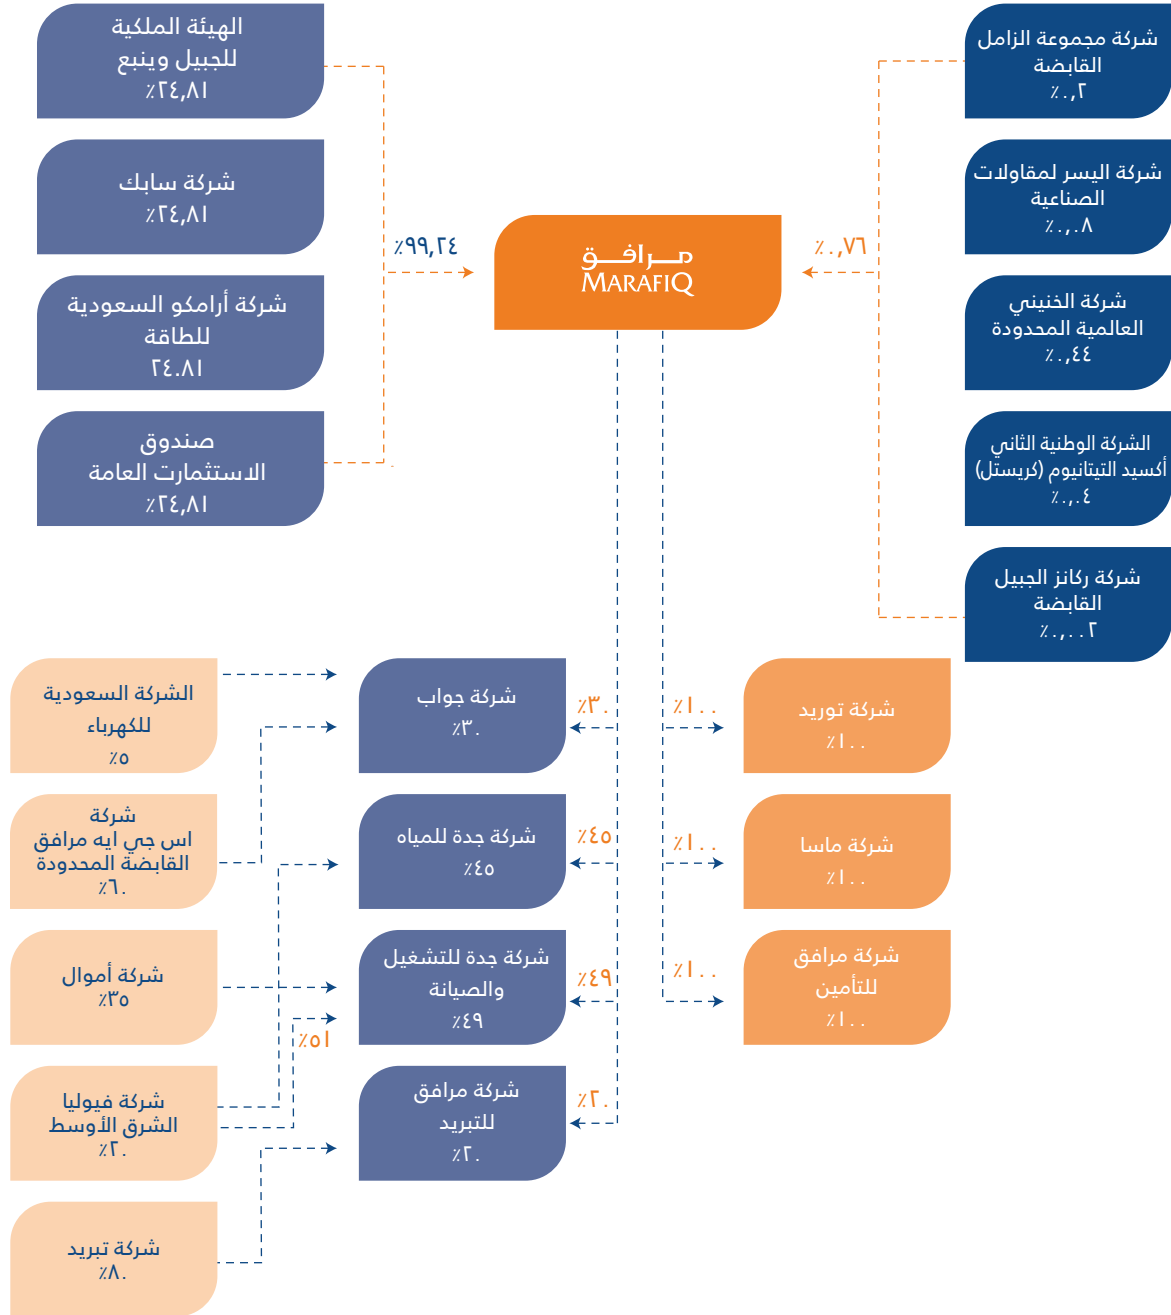 شركة مجموعة الزامل
القابضة
٪٠,٢
شركة اليسر لمقاولات
الصناعية
٪٠,٠٨
شركة الخنيني
العالمية المحدودة
٪٠,٤٤
الشركة الوطنية الثاني
أكسيد التيتانيوم (كريستل)
٪٠,٠٤
شركة ركانز الجبيل
القابضة
٪٠,٠٠٢
٪٠,٧٦
مرافق
MARAFIQ
٪٩٩,٢٤
الهيئة الملكية
للجبيل وينبع
٪٢٤,٨١
شركة سابك
٪٢٤,٨١
شركة أرامكو السعودية
للطاقة
٢٤.٨١
صندوق
الاستثمارت العامة
٪٢٤,٨١
٪١٠٠
شركة توريد
٪١٠٠
٪١٠٠
شركة ماسا
٪١٠٠
٪١٠٠
شركة مرافق
للتأمين
٪١٠٠
٪٣٠
شركة جواب
٪٣٠
٪٤٥
شركة جدة للمياه
٪٤٥
٪٤٩
شركة جدة للتشغيل
والصيانة
٪٤٩
٪٢٠
شركة مرافق
للتبريد
٪٢٠
٪٥١
الشركة السعودية
للكهرباء
٪٥
شركة
اس جي ايه مرافق
القابضة المحدودة
٪٦٠
شركة أموال
٪٣٥
شركة فيوليا
الشرق الأوسط
٪٢٠
شركة تبريد
٪٨٠